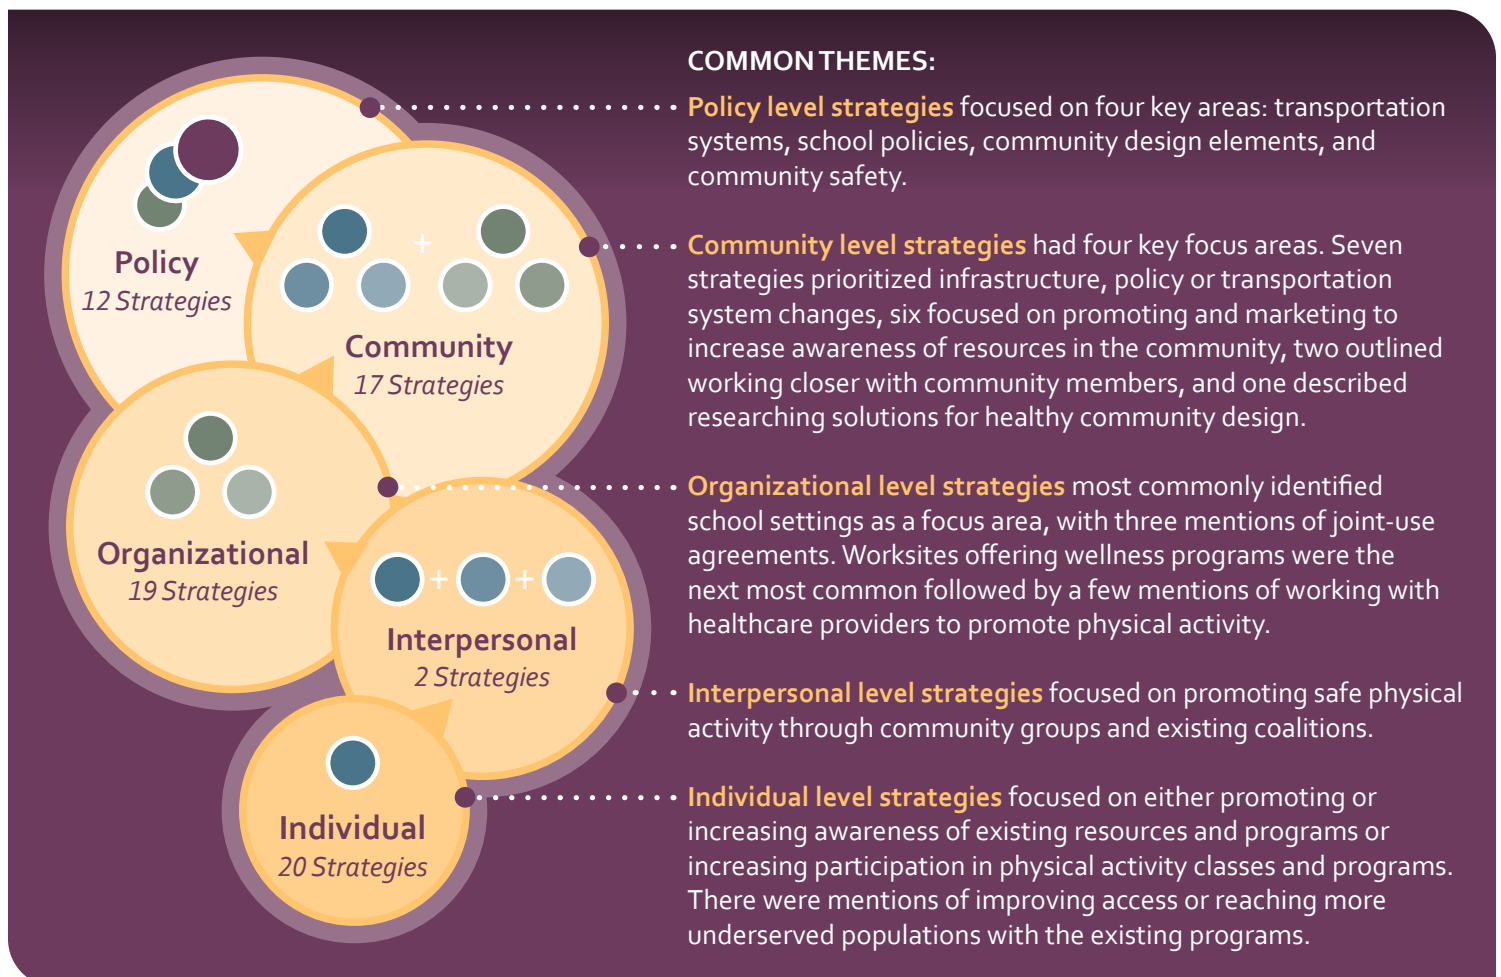 COMMON THEMES:
Policy level strategies focused on four key areas: transportation
systems, school policies, community design elements, and
community safety.
Community level strategies had four key focus areas. Seven
strategies prioritized infrastructure, policy or transportation
system changes, six focused on promoting and marketing to
increase awareness of resources in the community, two outlined
working closer with community members, and one described
researching solutions for healthy community design.
Organizational level strategies most commonly identified
school settings as a focus area, with three mentions of joint-use
agreements. Worksites offering wellness programs were the
next most common followed by a few mentions of working with
healthcare providers to promote physical activity.
Interpersonal level strategies focused on promoting safe physical
activity through community groups and existing coalitions.
Individual level strategies focused on either promoting or
increasing awareness of existing resources and programs or
increasing participation in physical activity classes and programs.
There were mentions of improving access or reaching more
underserved populations with the existing programs.
Policy
12 Strategies
+
Community
17 Strategies
Organizational
19 Strategies
+ +
Interpersonal
2 Strategies
Individual
20 Strategies